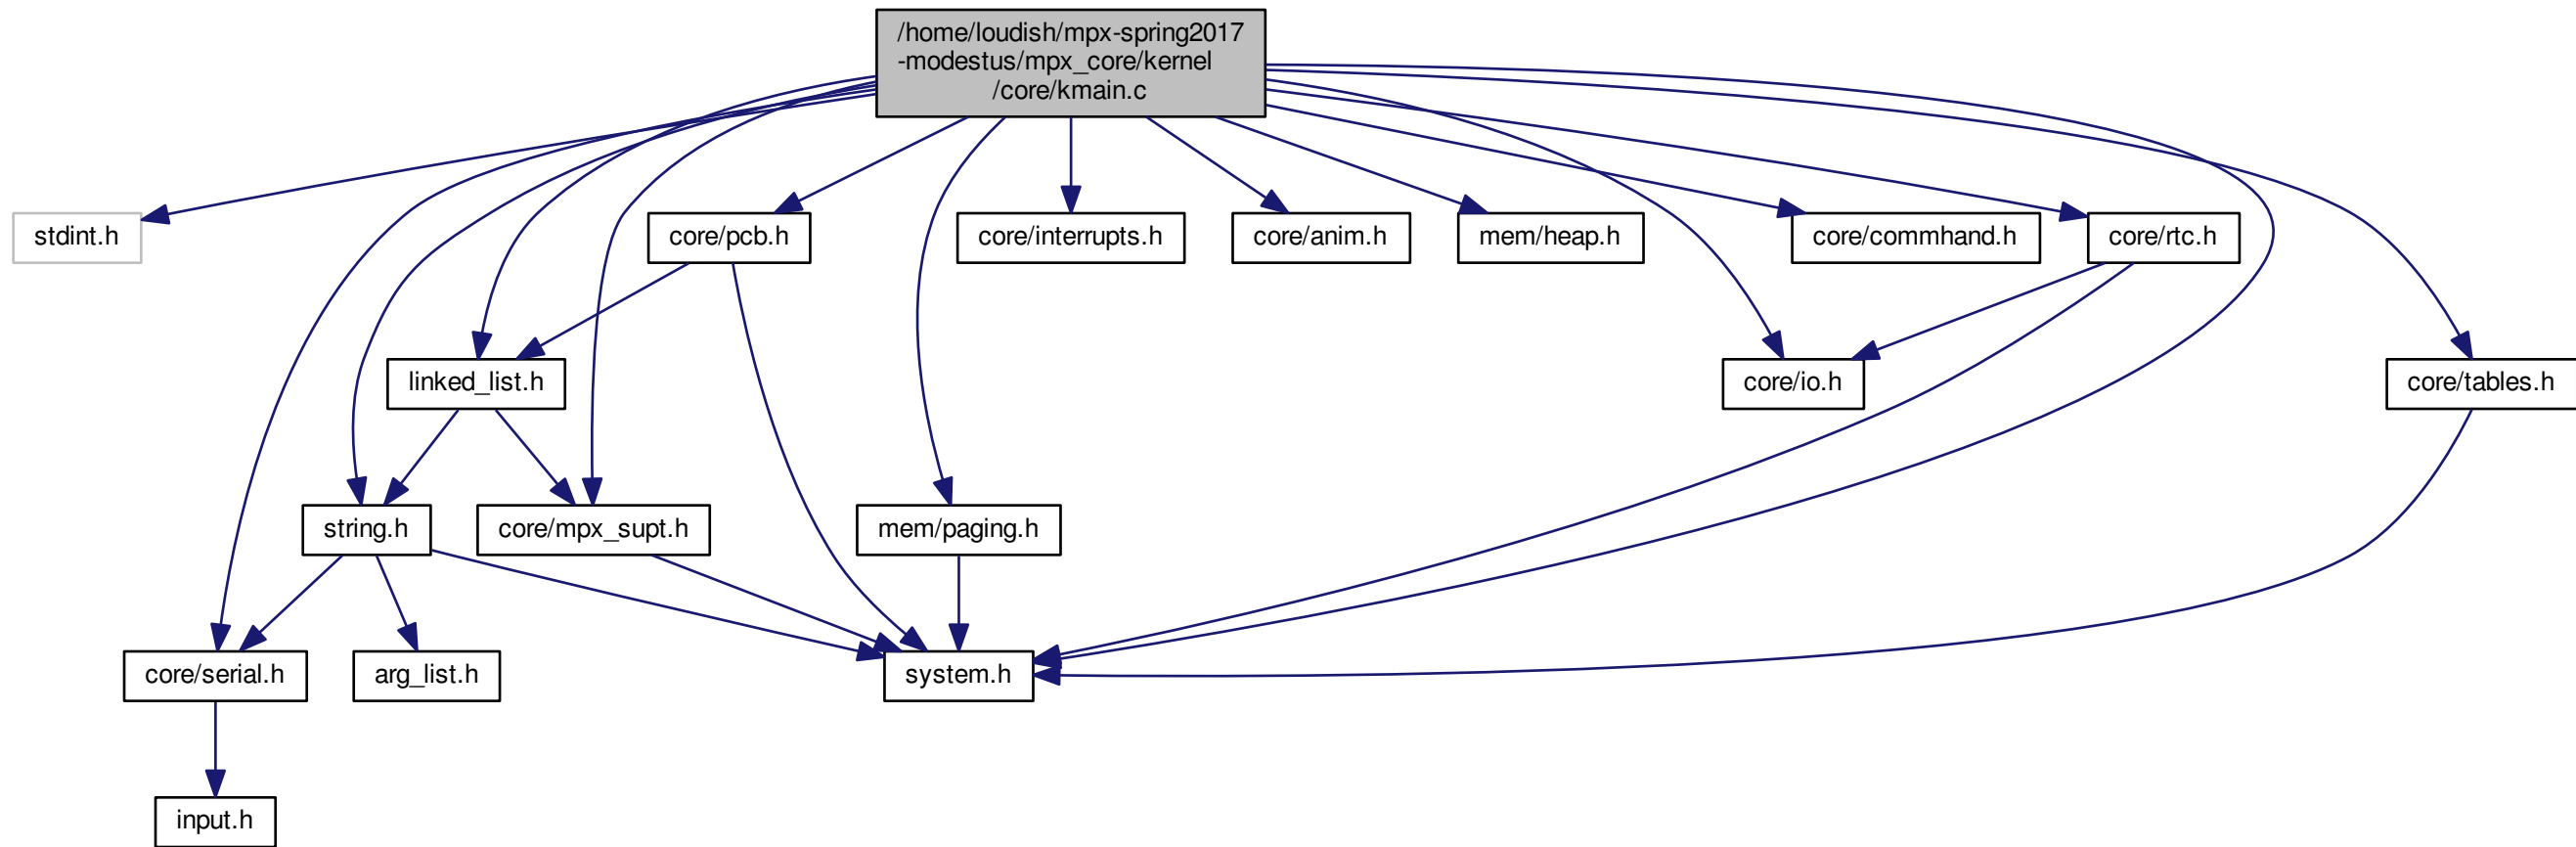 /home/loudish/mpx-spring2017
-modestus/mpx_core/kernel
/core/kmain.c
stdint.h
core/pcb.h
core/interrupts.h
core/anim.h
mem/heap.h
core/commhand.h
core/rtc.h
linked_list.h
core/io.h
core/tables.h
string.h
core/mpx_supt.h
mem/paging.h
core/serial.h
arg_list.h
system.h
input.h